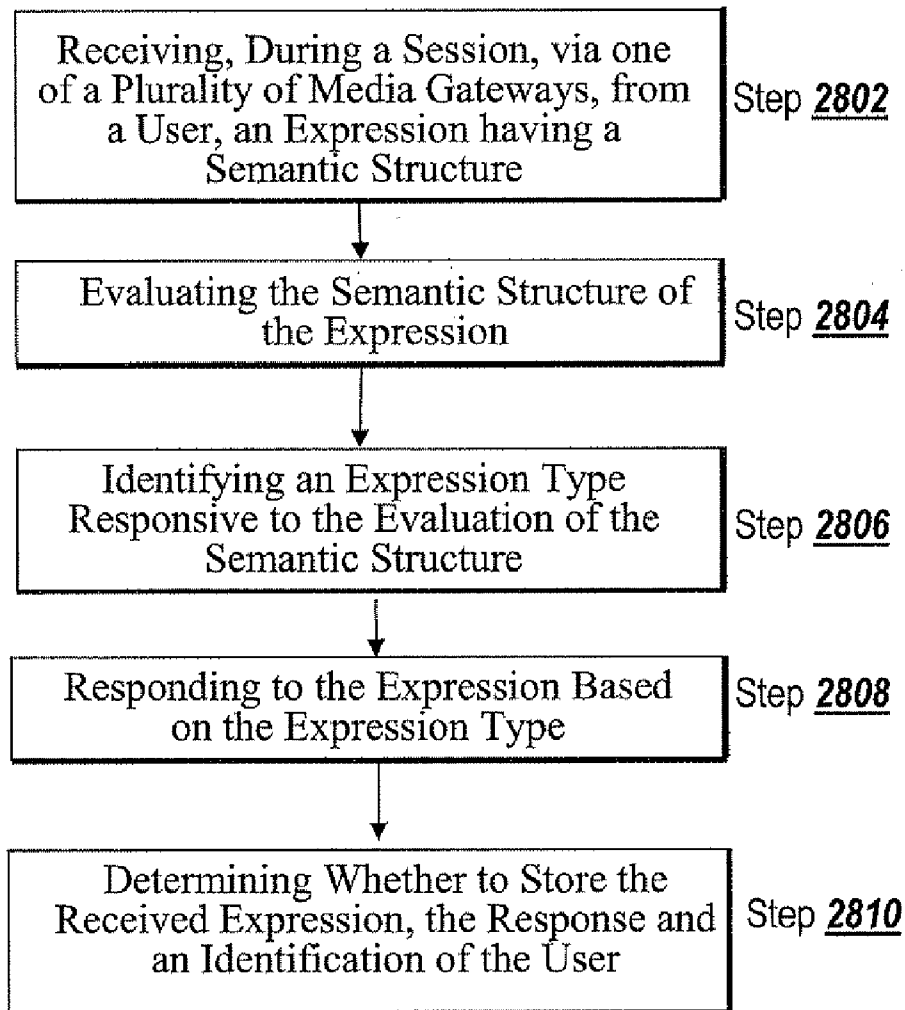 Receiving, During a Session, via one
of a Plurality of Media Gateways, from
a User, an Expression having a
Semantic Structure
Step 2802
Evaluating the Semantic Structure of
the Expression
Step 2804
Identifying an Expression Type
Responsive to the Evaluation of the
Semantic Structure
Step 2806
Responding to the Expression Based
on the Expression Type
Step 2808
Determining Whether to Store the
Received Expression, the Response and
an Identification of the User
Step 2810